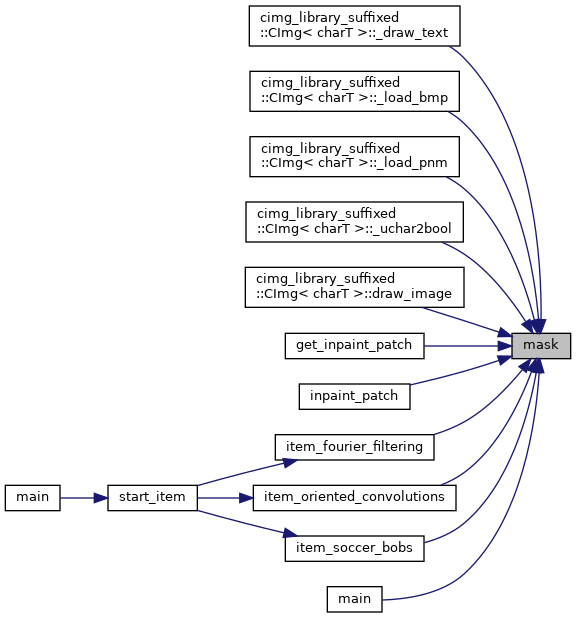 cimg_library_suffixed
::CImg< charT >::_draw_text
cimg_library_suffixed
::CImg< charT >::_load_bmp
cimg_library_suffixed
::CImg< charT >::_load_pnm
cimg_library_suffixed
::CImg< charT >::_uchar2bool
cimg_library_suffixed
::CImg< charT >::draw_image
mask
get_inpaint_patch
inpaint_patch
item_fourier_filtering
main
start_item
item_oriented_convolutions
item_soccer_bobs
main